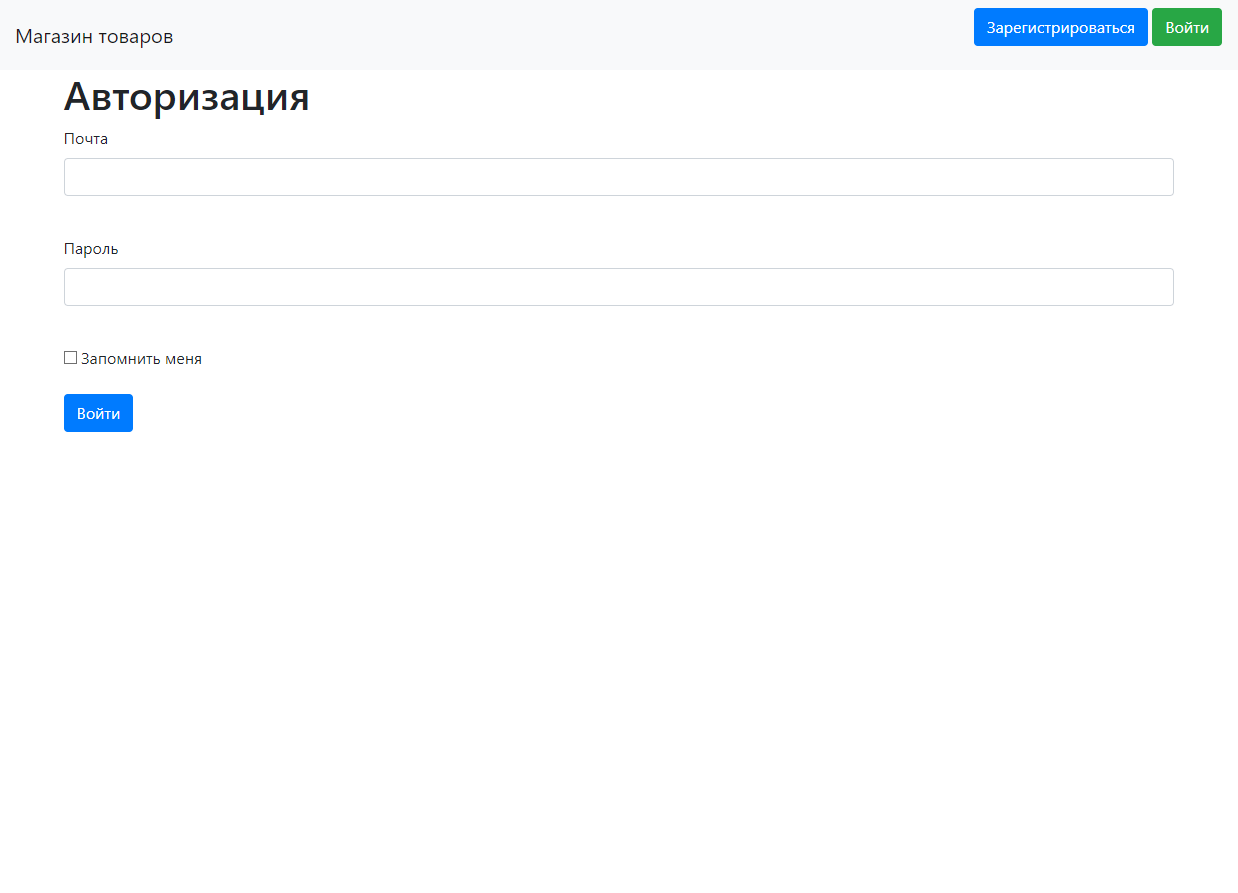 Магазин товаров
Зарегистрироваться
Войти
Авторизация
Почта
Пароль
Запомнить меня
Войти